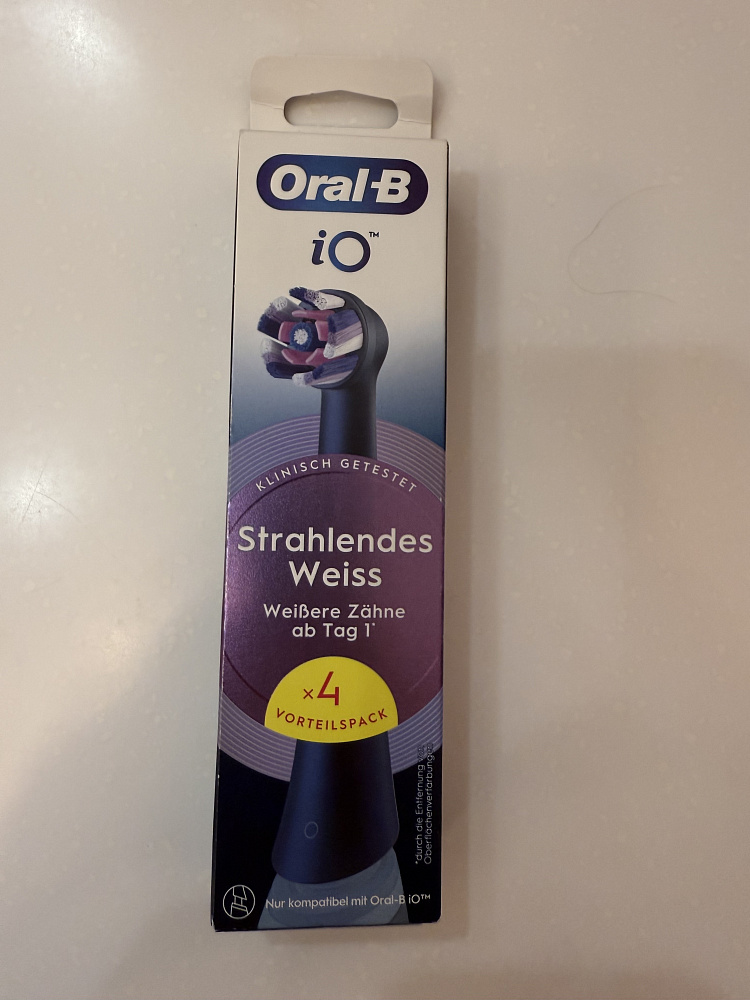 Oral-B
iO™
KLINISCH GETESTET
Strahlendes
Weiss
Weißere Zähne
ab Tag 1*
x4
VORTEILSPACK
*durch die Entfernung von
Oberflächenverfärbungen
Nur kompatibel mit Oral-B iO™